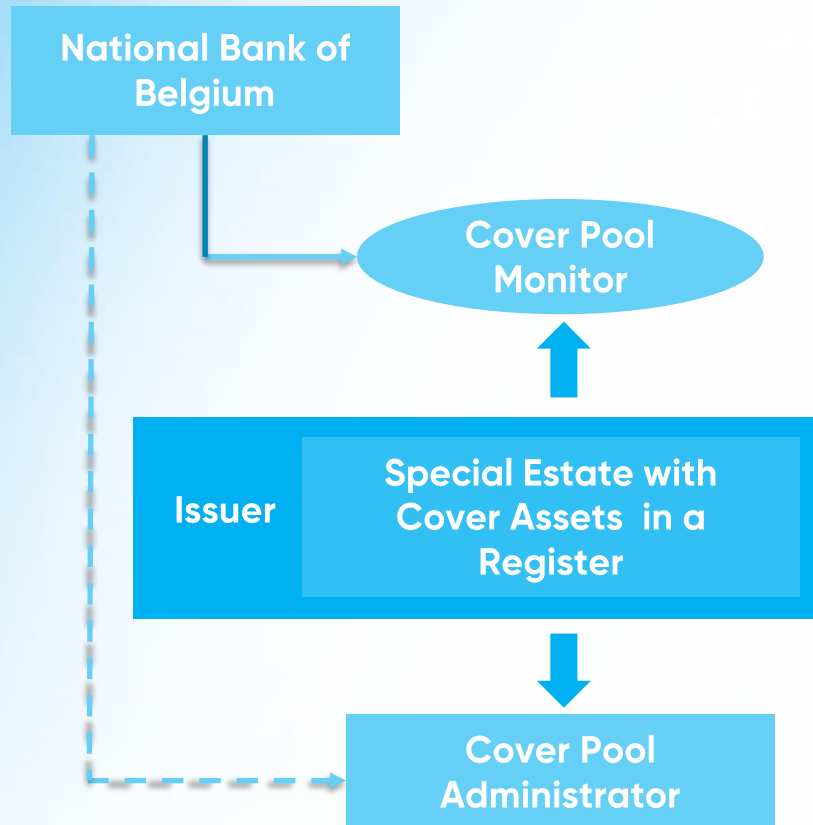 National Bank of
Belgium
Cover Pool
Monitor
Issuer
Special Estate with
Cover Assets in a
Register
Cover Pool
Administrator